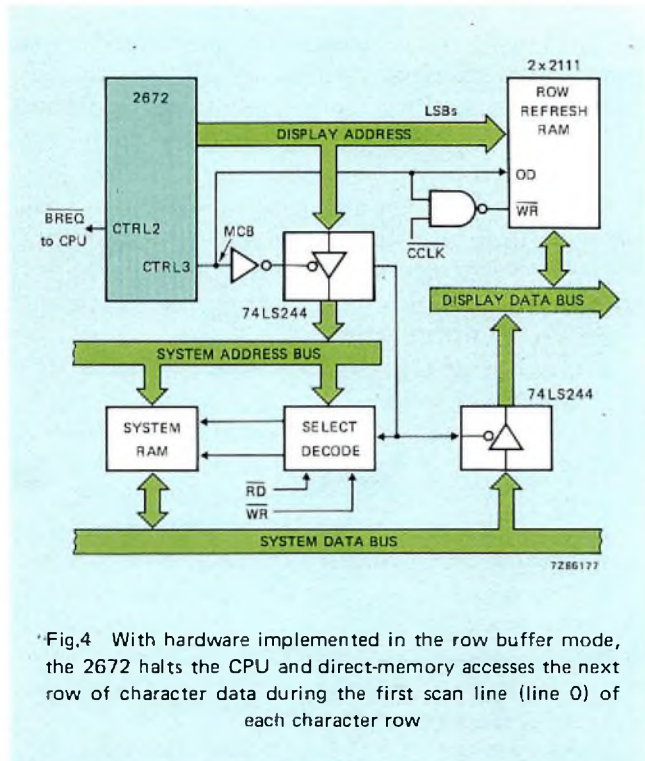 2 x 2111
2672
ROW
REFRESH
RAM
LSBs
DISPLAY ADDRESS
OD
BREQ
to CPU
CTRL2
MCB
WR
CCLK
CTRL3
74LS244
DISPLAY DATA BUS
SYSTEM ADDRESS BUS
74LS244
SYSTEM
RAM
SELECT
DECODE
RD
WR
SYSTEM DATA BUS
7Z86177
Fig.4 With hardware implemented in the row buffer mode,
the 2672 halts the CPU and direct-memory accesses the next
row of character data during the first scan line (line 0) of
each character row